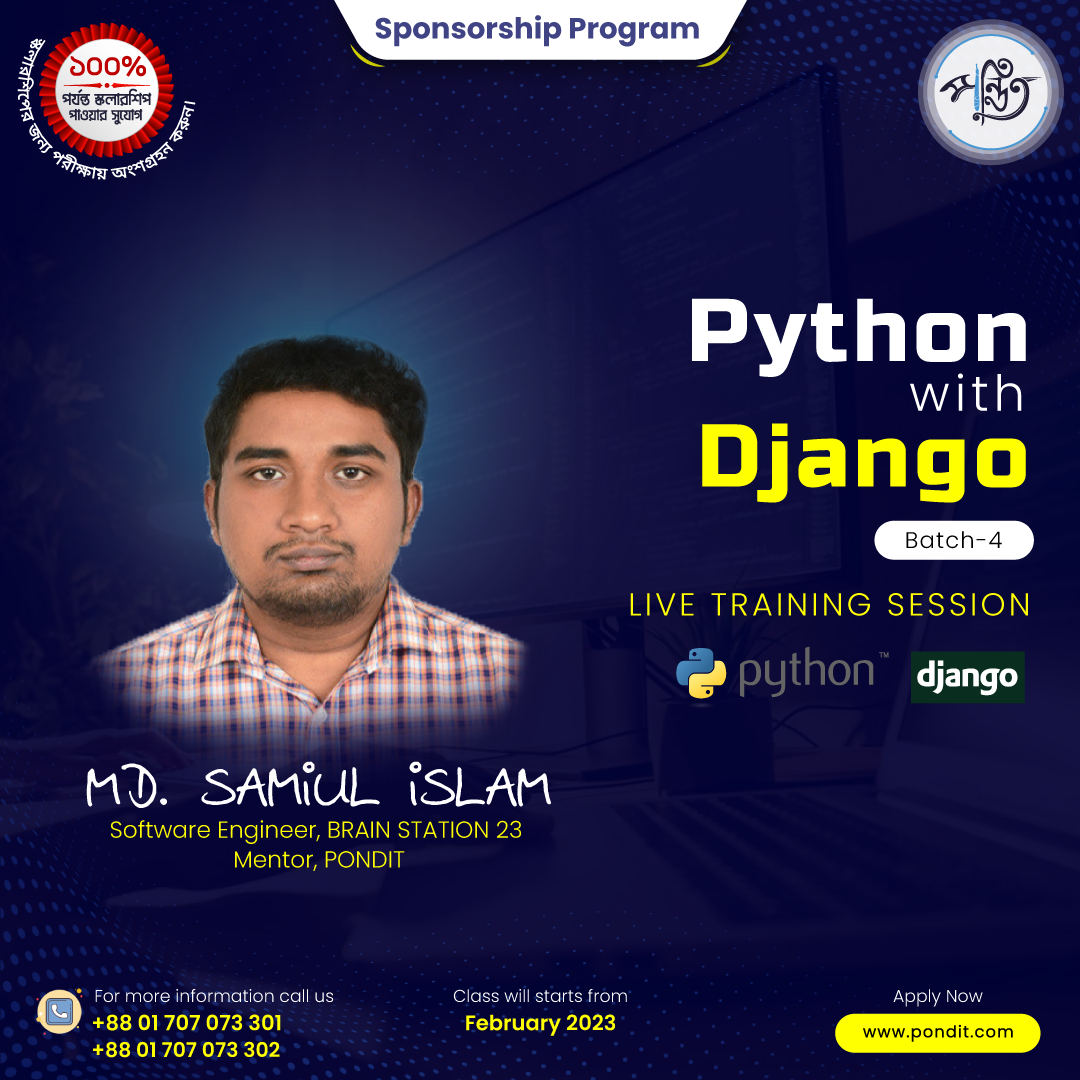 Sponsorship Program
১০০%
পর্যন্ত স্কলারশিপ
পাওয়ার সুযোগ
স্কলারশিপের জন্য পরীক্ষায় অংশগ্রহন করুন।
পন্ডিত
Python
with
Django
Batch-4
LIVE TRAINING SESSION
python™
django
MD. SAMIUL ISLAM
Software Engineer, BRAIN STATION 23
Mentor, PONDIT
For more information call us
+88 01 707 073 301
+88 01 707 073 302
Class will starts from
February 2023
Apply Now
www.pondit.com